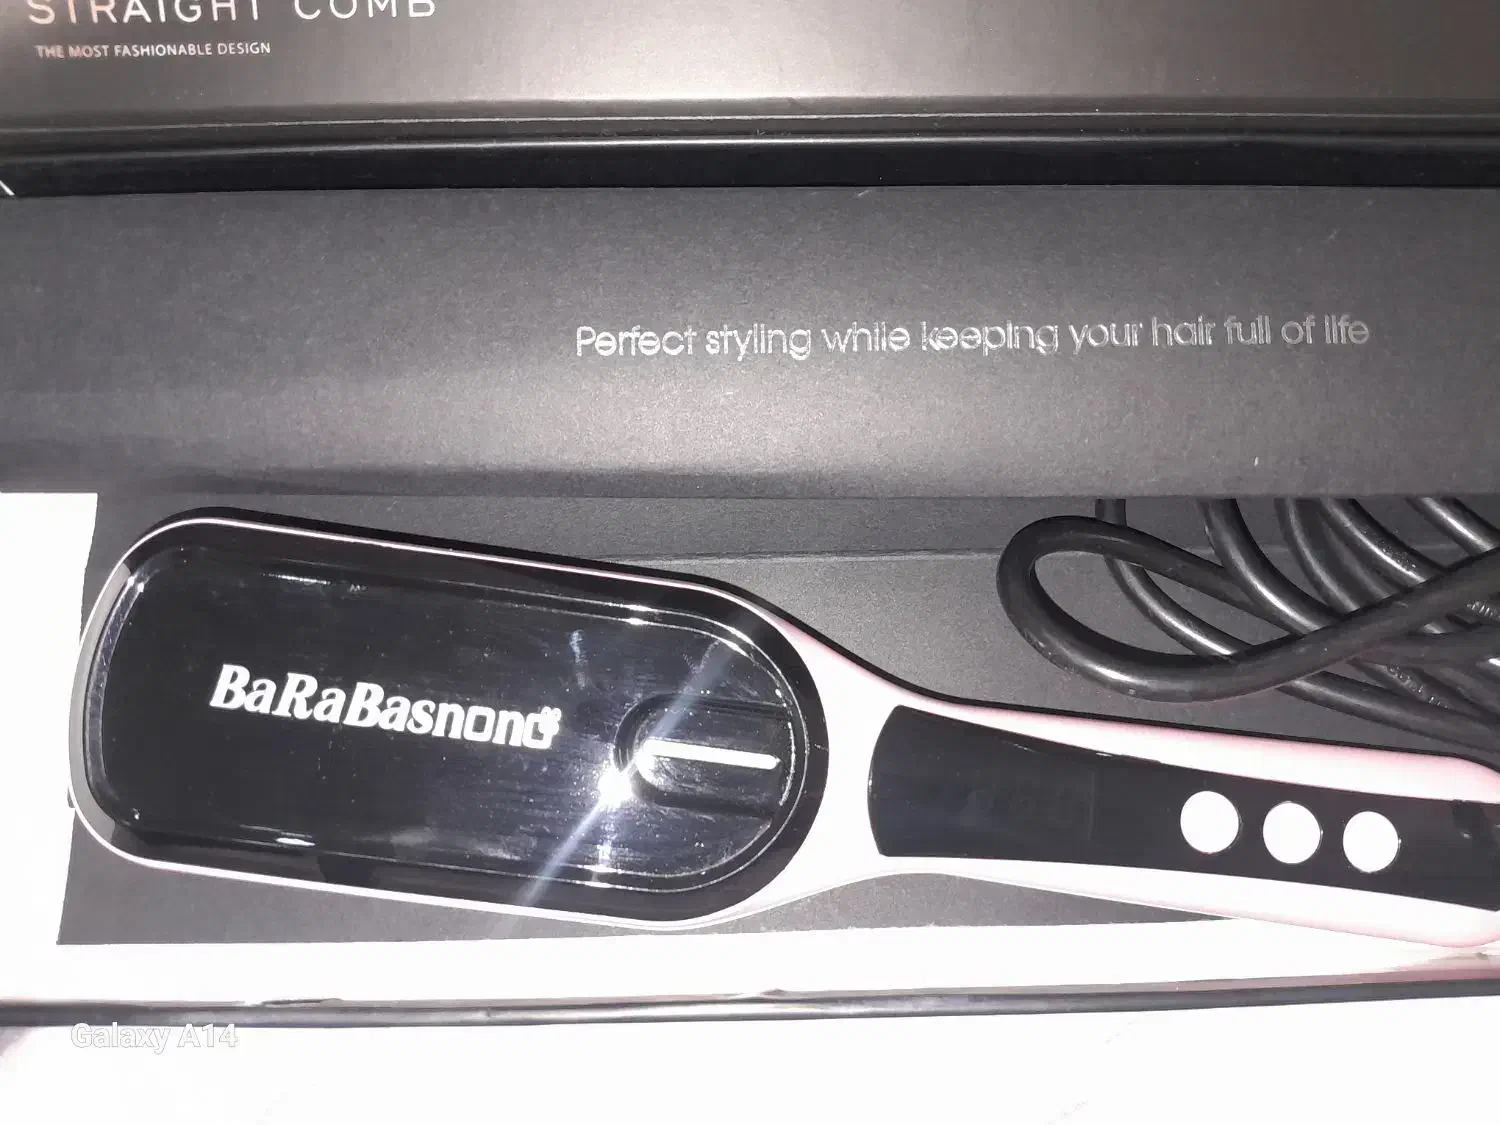 STRAIGHT COMB
THE MOST FASHIONABLE DESIGN
Perfect styling while keeping your hair full of life
BaRaBasnono
Galaxy A14